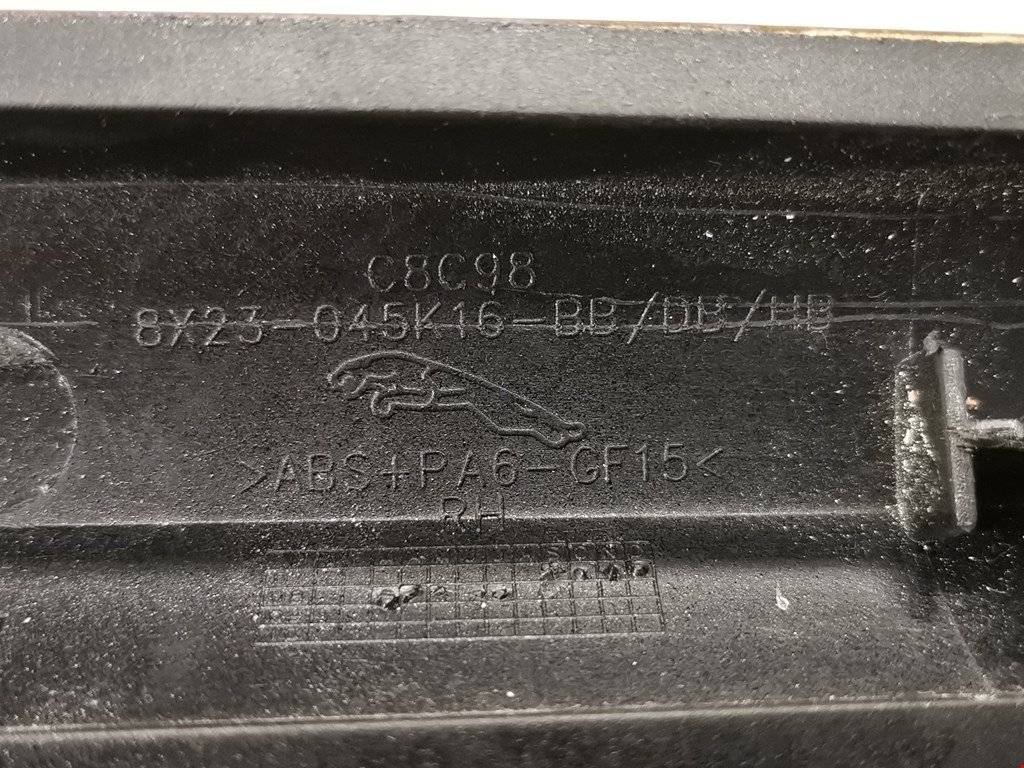 C8C98
8X23-045K16-BB/DB/HB
>ABS+PA6-GF15<
RH